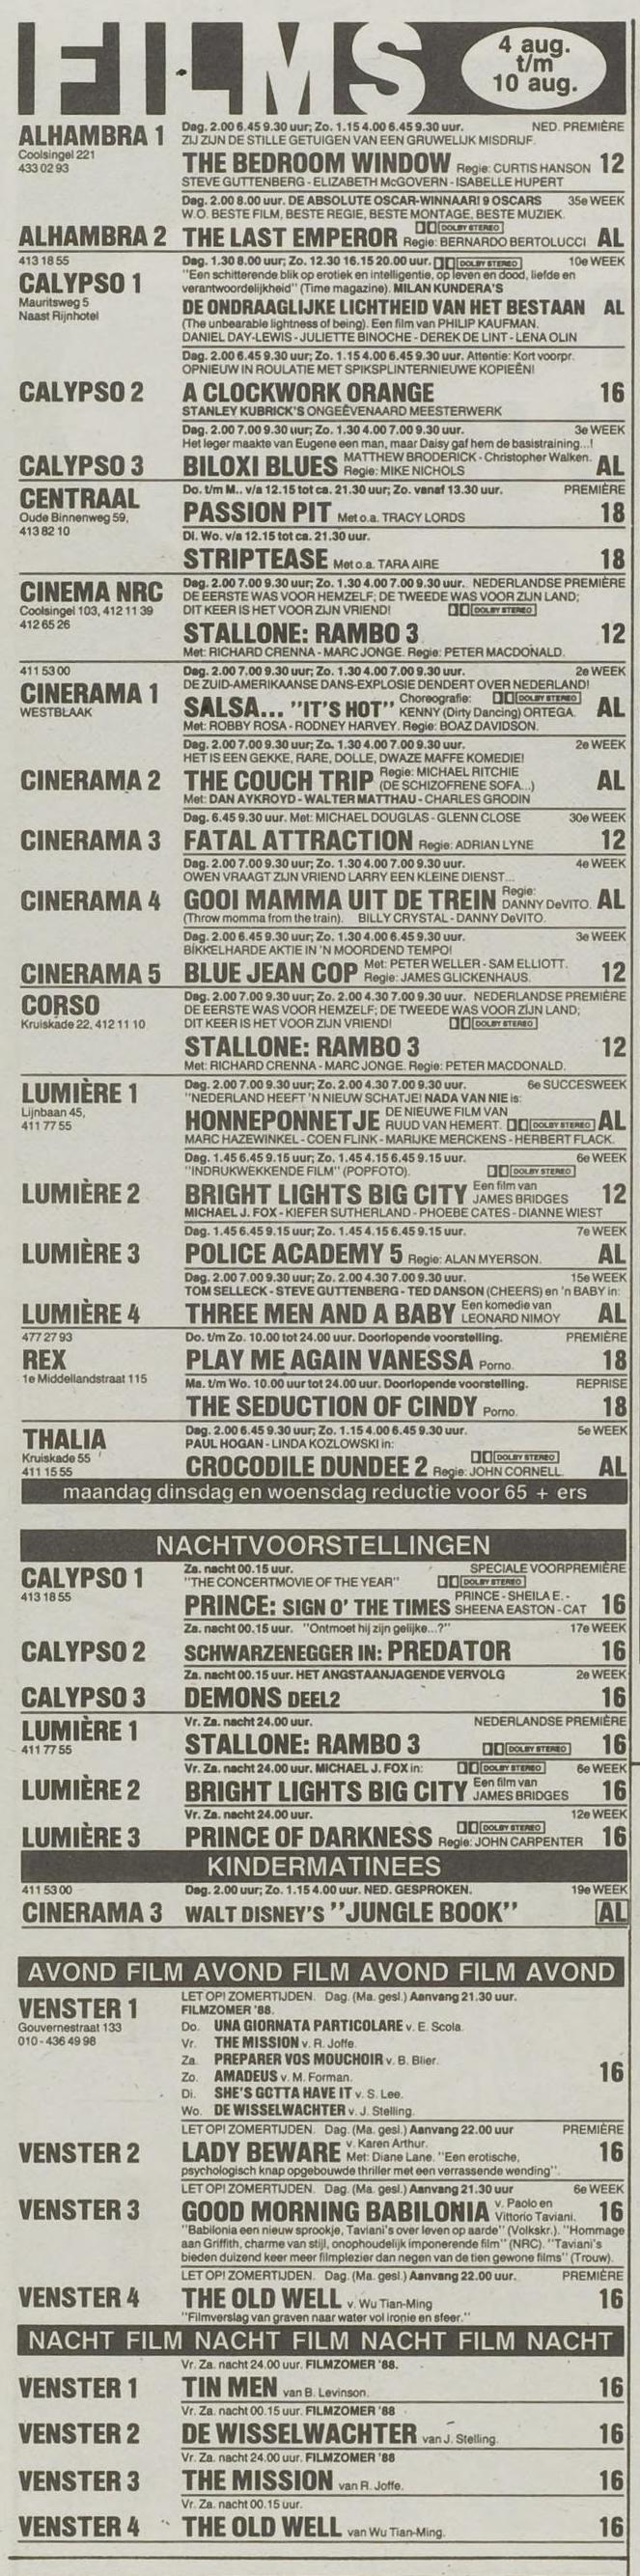 FILMS
4 aug.
t/m
10 aug.
ALHAMBRA 1
Coolsingel 221
433 02 93
Dag. 2.00 6.45 9.30 uur; Zo. 1.15 4.00 6.45 9.30 uur. NED. PREMIÈRE
ZIJ ZIJN DE STILLE GETUIGEN VAN EEN GRUWELIJK MISDRIJF.
THE BEDROOM WINDOW Regie: CURTIS HANSON 12
STEVE GUTTENBERG - ELIZABETH McGOVERN - ISABELLE HUPERT
Dag. 2.00 8.00 uur. DE ABSOLUTE OSCAR-WINNAAR! 9 OSCARS 35e WEEK
W.O. BESTE FILM, BESTE REGIE, BESTE MONTAGE, BESTE MUZIEK.
DOLBY STEREO
ALHAMBRA 2 THE LAST EMPEROR Regie: BERNARDO BERTOLUCCI AL
413 18 55
CALYPSO 1
Mauritsweg 5
Naast Rijnhotel
Dag. 1.30 8.00 uur; Zo. 12.30 16.15 20.00 uur. DOLBY STEREO 10e WEEK
"Een schitterende blik op erotiek en intelligentie, op leven en dood, liefde en
verantwoordelijkheid" (Time magazine). MILAN KUNDERA'S
DE ONDRAAGLIJKE LICHTHEID VAN HET BESTAAN AL
(The unbearable lightness of being). Een film van PHILIP KAUFMAN.
DANIEL DAY-LEWIS - JULIETTE BINOCHE - DEREK DE LINT - LENA OLIN
Dag. 2.00 6.45 9.30 uur; Zo. 1.15 4.00 6.45 9.30 uur. Attentie: Kort voorpr.
OPNIEUW IN ROULATIE MET SPIKSPLINTERNIEUWE KOPIEËN!
CALYPSO 2 A CLOCKWORK ORANGE 16
STANLEY KUBRICK'S ONGEËVENAARD MEESTERWERK
Dag. 2.00 7.00 9.30 uur; Zo. 1.30 4.00 7.00 9.30 uur. 3e WEEK
Het leger maakte van Eugene een man, maar Daisy gaf hem de basistraining...!
CALYPSO 3 BILOXI BLUES MATTHEW BRODERICK - Christopher Walken. AL
Regie: MIKE NICHOLS
CENTRAAL
Oude Binnenweg 59,
413 82 10
Do. t/m M.. v/a 12.15 tot ca. 21.30 uur; Zo. vanaf 13.30 uur. PREMIÈRE
PASSION PIT Met o.a. TRACY LORDS 18
Di. Wo. v/a 12.15 tot ca. 21.30 uur.
STRIPTEASE Met o.a. TARA AIRE 18
CINEMA NRC
Coolsingel 103, 412 11 39
412 65 26
Dag. 2.00 7.00 9.30 uur; Zo. 1.30 4.00 7.00 9.30 uur. NEDERLANDSE PREMIÈRE
DE EERSTE WAS VOOR HEMZELF; DE TWEEDE WAS VOOR ZIJN LAND;
DIT KEER IS HET VOOR ZIJN VRIEND! DOLBY STEREO
STALLONE: RAMBO 3 12
Met: RICHARD CRENNA - MARC JONGE. Regie: PETER MACDONALD.
411 53 00
CINERAMA 1
WESTBLAAK
Dag. 2.00 7.00 9.30 uur; Zo. 1.30 4.00 7.00 9.30 uur. 2e WEEK
DE ZUID-AMERIKAANSE DANS-EXPLOSIE DENDERT OVER NEDERLAND!
Choreografie: DOLBY STEREO
SALSA... "IT'S HOT" KENNY (Dirty Dancing) ORTEGA. AL
Met: ROBBY ROSA - RODNEY HARVEY. Regie: BOAZ DAVIDSON.
Dag. 2.00 7.00 9.30 uur; Zo. 1.30 4.00 7.00 9.30 uur. 2e WEEK
HET IS EEN GEKKE, RARE, DOLLE, DWAZE MAFFE KOMEDIE!
CINERAMA 2 THE COUCH TRIP Regie: MICHAEL RITCHIE AL
(DE SCHIZOFRENE SOFA...)
Met: DAN AYKROYD - WALTER MATTHAU - CHARLES GRODIN
Dag. 6.45 9.30 uur. Met: MICHAEL DOUGLAS - GLENN CLOSE 30e WEEK
CINERAMA 3 FATAL ATTRACTION Regie: ADRIAN LYNE 12
Dag. 2.00 7.00 9.30 uur; Zo. 1.30 4.00 7.00 9.30 uur. 4e WEEK
OWEN VRAAGT ZIJN VRIEND LARRY EEN KLEINE DIENST...
CINERAMA 4 GOOI MAMMA UIT DE TREIN Regie: DANNY DeVITO. AL
(Throw momma from the train). BILLY CRYSTAL - DANNY DeVITO.
Dag. 2.00 6.45 9.30 uur; Zo. 1.30 4.00 6.45 9.30 uur. 3e WEEK
BIKKELHARDE AKTIE IN 'N MOORDEND TEMPO!
CINERAMA 5 BLUE JEAN COP Met: PETER WELLER - SAM ELLIOTT. 12
Regie: JAMES GLICKENHAUS.
CORSO
Kruiskade 22, 412 11 10
Dag. 2.00 7.00 9.30 uur; Zo. 2.00 4.30 7.00 9.30 uur. NEDERLANDSE PREMIÈRE
DE EERSTE WAS VOOR HEMZELF; DE TWEEDE WAS VOOR ZIJN LAND;
DIT KEER IS HET VOOR ZIJN VRIEND! DOLBY STEREO
STALLONE: RAMBO 3 12
Met: RICHARD CRENNA - MARC JONGE. Regie: PETER MACDONALD.
LUMIÈRE 1
Lijnbaan 45,
411 77 55
Dag. 2.00 7.00 9.30 uur; Zo. 2.00 4.30 7.00 9.30 uur. 6e SUCCESWEEK
"NEDERLAND HEEFT 'N NIEUW SCHATJE! NADA VAN NIE is:
HONNEPONNETJE DE NIEUWE FILM VAN RUUD VAN HEMERT. DOLBY STEREO AL
MARC HAZEWINKEL - COEN FLINK - MARIJKE MERCKENS - HERBERT FLACK.
Dag. 1.45 6.45 9.15 uur; Zo. 1.45 4.15 6.45 9.15 uur. 6e WEEK
"INDRUKWEKKENDE FILM" (POPFOTO). DOLBY STEREO
LUMIÈRE 2 BRIGHT LIGHTS BIG CITY Een film van JAMES BRIDGES 12
MICHAEL J. FOX - KIEFER SUTHERLAND - PHOEBE CATES - DIANNE WIEST
Dag. 1.45 6.45 9.15 uur; Zo. 1.45 4.15 6.45 9.15 uur. 7e WEEK
LUMIÈRE 3 POLICE ACADEMY 5 Regie: ALAN MYERSON. AL
Dag. 2.00 7.00 9.30 uur; Zo. 2.00 4.30 7.00 9.30 uur. 15e WEEK
TOM SELLECK - STEVE GUTTENBERG - TED DANSON (CHEERS) en 'n BABY in:
LUMIÈRE 4 THREE MEN AND A BABY Een komedie van LEONARD NIMOY AL
477 27 93
REX
1e Middellandstraat 115
Do. t/m Zo. 10.00 tot 24.00 uur. Doorlopende voorstelling. PREMIÈRE
PLAY ME AGAIN VANESSA Porno. 18
Ma. t/m Wo. 10.00 uur tot 24.00 uur. Doorlopende voorstelling. REPRISE
THE SEDUCTION OF CINDY Porno. 18
THALIA
Kruiskade 55
411 15 55
Dag. 2.00 6.45 9.30 uur; Zo. 1.15 4.00 6.45 9.30 uur. 5e WEEK
PAUL HOGAN - LINDA KOZLOWSKI in:
DOLBY STEREO
CROCODILE DUNDEE 2 Regie: JOHN CORNELL. AL
maandag dinsdag en woensdag reductie voor 65 + ers
NACHTVOORSTELLINGEN
CALYPSO 1
413 18 55
Za. nacht 00.15 uur. SPECIALE VOORPREMIÈRE
"THE CONCERTMOVIE OF THE YEAR" DOLBY STEREO
PRINCE: SIGN O' THE TIMES PRINCE - SHEILA E. - SHEENA EASTON - CAT 16
Za. nacht 00.15 uur. "Ontmoet hij zijn gelijke...?" 17e WEEK
CALYPSO 2 SCHWARZENEGGER IN: PREDATOR 16
Za. nacht 00.15 uur. HET ANGSTAANJAGENDE VERVOLG 2e WEEK
CALYPSO 3 DEMONS DEEL2 16
LUMIÈRE 1
411 77 55
Vr. Za. nacht 24.00 uur. NEDERLANDSE PREMIÈRE
STALLONE: RAMBO 3 DOLBY STEREO 16
Vr. Za. nacht 24.00 uur. MICHAEL J. FOX in: DOLBY STEREO 6e WEEK
LUMIÈRE 2 BRIGHT LIGHTS BIG CITY Een film van JAMES BRIDGES 16
Vr. Za. nacht 24.00 uur. 12e WEEK
DOLBY STEREO
LUMIÈRE 3 PRINCE OF DARKNESS Regie: JOHN CARPENTER 16
KINDERMATINEES
411 53 00 Dag. 2.00 uur; Zo. 1.15 4.00 uur. NED. GESPROKEN. 19e WEEK
CINERAMA 3 WALT DISNEY'S "JUNGLE BOOK" AL
AVOND FILM AVOND FILM AVOND FILM AVOND
VENSTER 1
Gouvernestraat 133
010 - 436 49 98
LET OP! ZOMERTIJDEN. Dag. (Ma. gesl.) Aanvang 21.30 uur.
FILMZOMER '88.
Do. UNA GIORNATA PARTICOLARE v. E. Scola.
Vr. THE MISSION v. R. Joffe.
Za. PREPARER VOS MOUCHOIR v. B. Blier.
Zo. AMADEUS v. M. Forman. 16
Di. SHE'S GOTTA HAVE IT v. S. Lee.
Wo. DE WISSELWACHTER v. J. Stelling.
LET OP! ZOMERTIJDEN. Dag. (Ma. gesl.) Aanvang 22.00 uur PREMIÈRE
VENSTER 2 LADY BEWARE v. Karen Arthur. 16
Met: Diane Lane. "Een erotische,
psychologisch knap opgebouwde thriller met een verrassende wending".
LET OP! ZOMERTIJDEN. Dag. (Ma. gesl.) Aanvang 21.30 uur 6e WEEK
VENSTER 3 GOOD MORNING BABILONIA v. Paolo en Vittorio Taviani. 16
"Babilonia een nieuw sprookje, Taviani's over leven op aarde" (Volkskr.). "Hommage
aan Griffith, charme van stijl, onophoudelijk imponerende film" (NRC). "Taviani's
bieden duizend keer meer filmplezier dan negen van de tien gewone films" (Trouw).
LET OP! ZOMERTIJDEN. Dag. (Ma. gesl.) Aanvang 22.00 uur. PREMIÈRE
VENSTER 4 THE OLD WELL v. Wu Tian-Ming 16
"Filmverslag van graven naar water vol ironie en sfeer."
NACHT FILM NACHT FILM NACHT FILM NACHT
Vr. Za. nacht 24.00 uur. FILMZOMER '88.
VENSTER 1 TIN MEN van B. Levinson. 16
Vr. Za. nacht 00.15 uur. FILMZOMER '88
VENSTER 2 DE WISSELWACHTER van J. Stelling. 16
Vr. Za. nacht 24.00 uur. FILMZOMER '88
VENSTER 3 THE MISSION van R. Joffe. 16
Vr. Za. nacht 00.15 uur.
VENSTER 4 THE OLD WELL van Wu Tian-Ming. 16